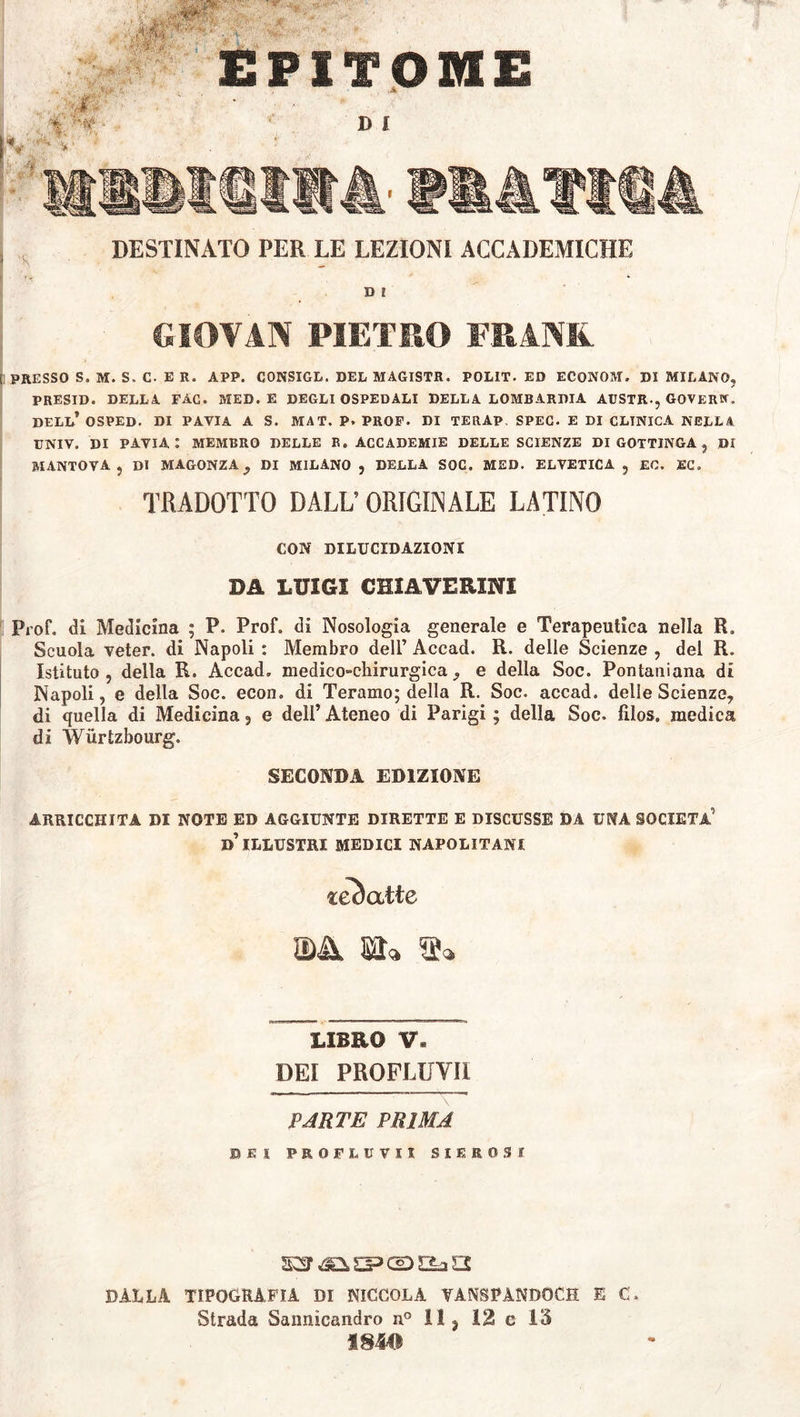 EPITOME
DI
MEDICINA PRATICA
DESTINATO PER LE LEZIONI ACCADEMICHE
DI
GIOVAN PIETRO FRANK
PRESSO S. M. S. C. E R. APP. CONSIGL. DEL MAGISTR. POLIT. ED ECONOM. DI MILANO,
PRESID. DELLA FAC. MED. E DEGLI OSPEDALI DELLA LOMBARDIA AUSTR., GOVERN.
DELL' OSPED. DI PAVIA A S. MAT. P. PROF. DI TERAP. SPEC. E DI CLINICA NELLA
UNIV. DI PAVIA: MEMBRO DELLE R. ACCADEMIE DELLE SCIENZE DI GOTTINGA, DI
MANTOVA, DI MAGONZA, DI MILANO, DELLA SOC. MED. ELVETICA, EC. EC.
TRADOTTO DALL' ORIGINALE LATINO
CON DILUCIDAZIONI
DA LUIGI CHIAVERINI
Prof. di Medicina ; P. Prof. di Nosologia generale e Terapeutica nella R.
Scuola veter. di Napoli : Membro dell' Accad. R. delle Scienze, del R.
Istituto, della R. Accad. medico-chirurgica, e della Soc. Pontaniana di
Napoli, e della Soc. econ. di Teramo; della R. Soc. accad. delle Scienze,
di quella di Medicina, e dell' Ateneo di Parigi ; della Soc. filos. medica
di Würtzbourg.
SECONDA EDIZIONE
ARRICCHITA DI NOTE ED AGGIUNTE DIRETTE E DISCUSSE DA UNA SOCIETA'
D'ILLUSTRI MEDICI NAPOLITANI
redatte
DA M. T.
LIBRO V.
DEI PROFLUVII
PARTE PRIMA
DEI PROFLUVII SIEROSI
NAPOLI
DALLA TIPOGRAFIA DI NICCOLA VANSPANDOCH E C.
Strada Sannicandro n° 11, 12 e 13
1840